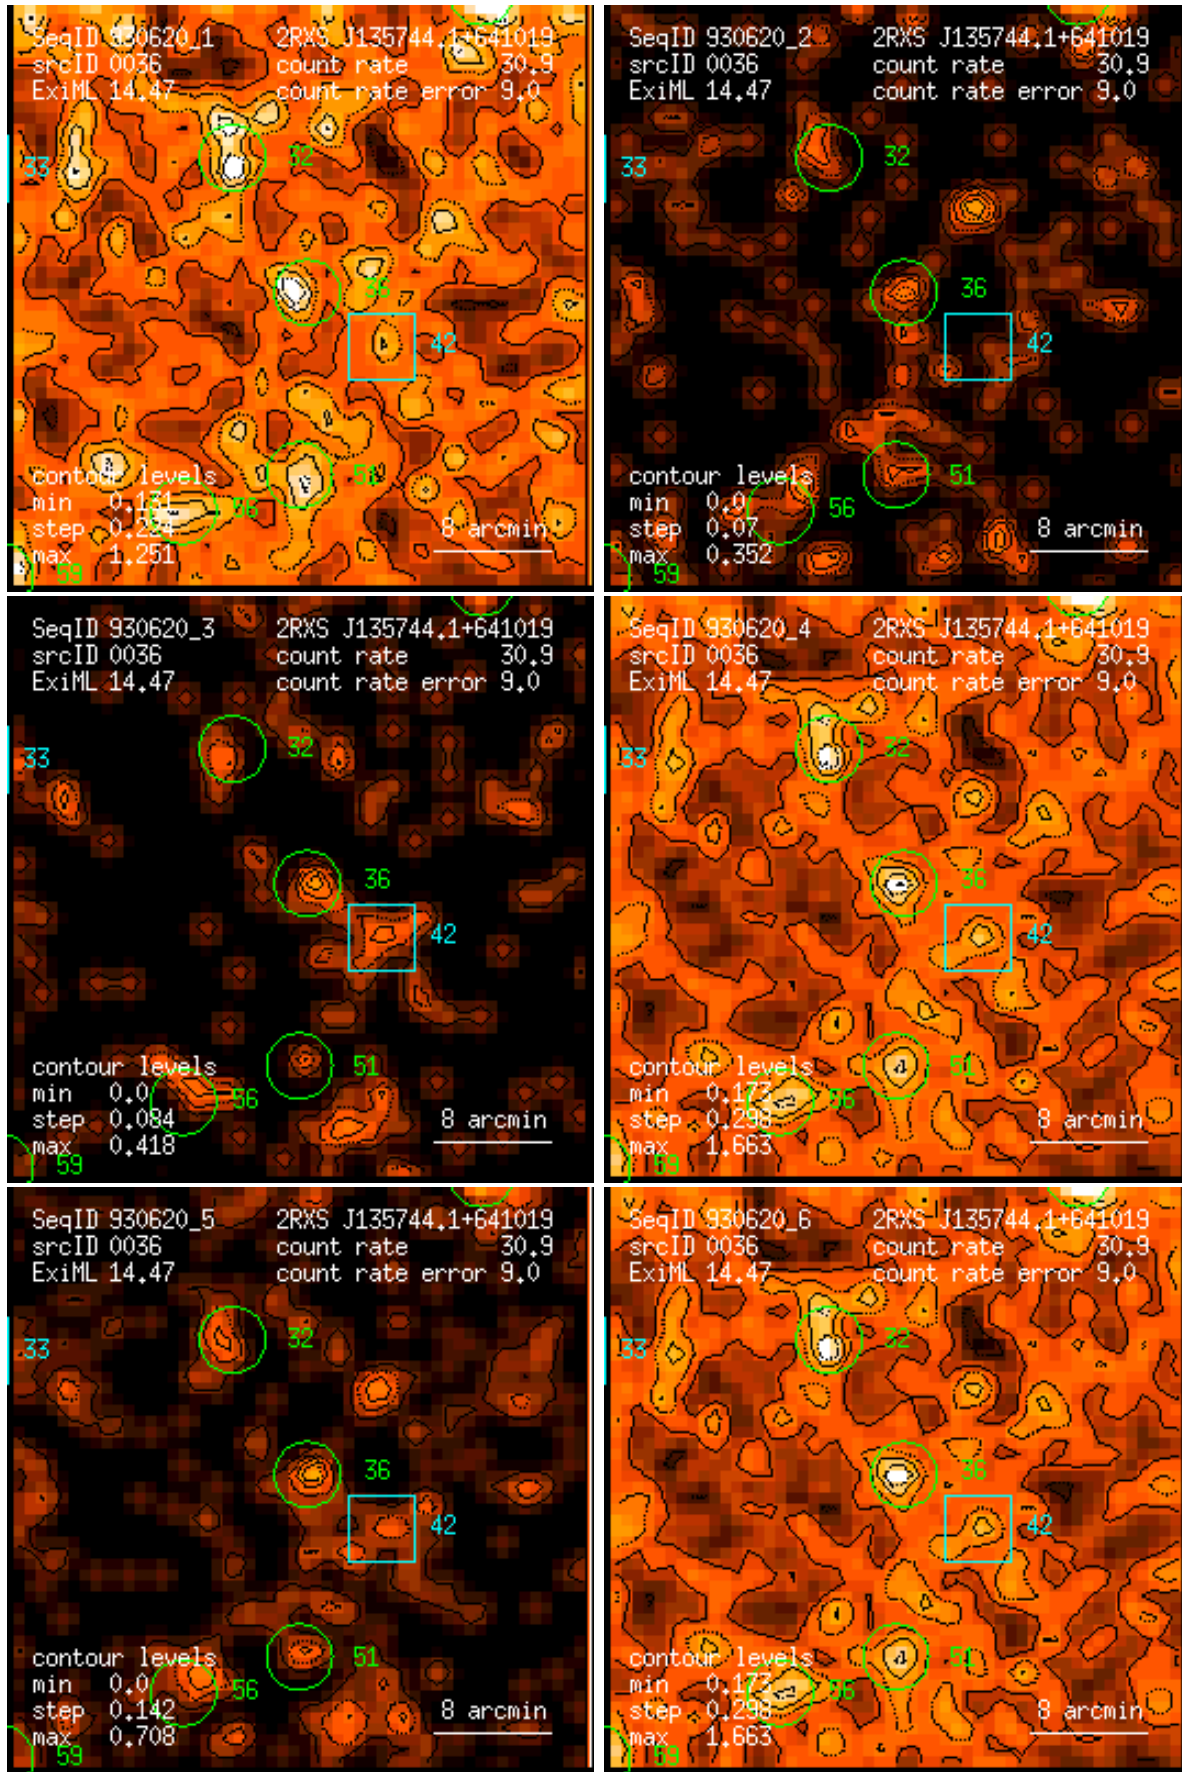 SeqID 930620_1 2RXS J135744.1+641019
srcID 0036 count rate 30.9
ExiML 14.47 count rate error 9.0
33
32
36
42
contour levels 51
min 0.131
56
step 0.224 8 arcmin
max 1.251
59
SeqID 930620_2 2RXS J135744.1+641019
srcID 0036 count rate 30.9
ExiML 14.47 count rate error 9.0
33
32
36
42
contour levels 51
min 0.0
56
step 0.07 8 arcmin
max 0.352
59
SeqID 930620_3 2RXS J135744.1+641019
srcID 0036 count rate 30.9
ExiML 14.47 count rate error 9.0
33
32
36
42
contour levels 51
min 0.0 56
step 0.084 8 arcmin
max 0.418
59
SeqID 930620_4 2RXS J135744.1+641019
srcID 0036 count rate 30.9
ExiML 14.47 count rate error 9.0
33
32
36
42
contour levels 51
min 0.173 56
step 0.298 8 arcmin
max 1.663
59
SeqID 930620_5 2RXS J135744.1+641019
srcID 0036 count rate 30.9
ExiML 14.47 count rate error 9.0
33
32
36
42
contour levels 51
min 0.0 56
step 0.142 8 arcmin
max 0.708
59
SeqID 930620_6 2RXS J135744.1+641019
srcID 0036 count rate 30.9
ExiML 14.47 count rate error 9.0
33
32
36
42
contour levels 51
min 0.173 56
step 0.298 8 arcmin
max 1.663
59